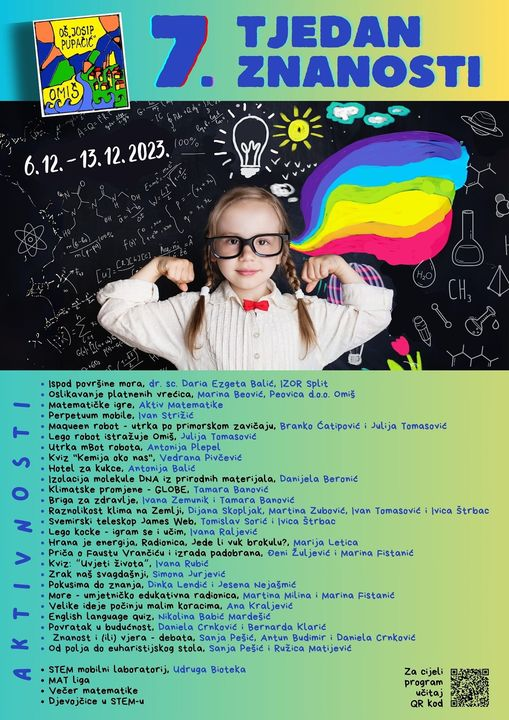 OŠ „JOSIP
PUPAČIĆ"
OMIŠ
7. TJEDAN
ZNANOSTI
6.12. – 13.12.2023.
100%
H₂O
CH₃
AKTIVNOSTI
• Ispod površine mora, dr. sc. Daria Ezgeta Balić, IZOR Split
• Oslikavanje platnenih vrećica, Marina Beović, Peovica d.o.o. Omiš
• Matematičke igre, Aktiv Matematike
• Perpetuum mobile, Ivan Strižić
• Maqueen robot - utrka po primorskom zavičaju, Branko Ćatipović i Julija Tomasović
• Lego robot istražuje Omiš, Julija Tomasović
• Utrka mBot robota, Antonija Plepel
• Kviz "Kemija oko nas", Vedrana Pivčević
• Hotel za kukce, Antonija Balić
• Izolacija molekule DNA iz prirodnih materijala, Danijela Beronić
• Klimatske promjene - GLOBE, Tamara Banović
• Briga za zdravlje, Ivana Zemunik i Tamara Banović
• Raznolikost klima na Zemlji, Dijana Skopljak, Martina Zubović, Ivan Tomasović i Ivica Štrbac
• Svemirski teleskop James Web, Tomislav Sorić i Ivica Štrbac
• Lego kocke - igram se i učim, Ivana Raljević
• Hrana je energija, Radionica, Jede li vuk brokulu?, Marija Letica
• Priča o Faustu Vrančiću i izrada padobrana, Đeni Žuljević i Marina Fistanić
• Kviz: "Uvjeti života", Ivana Rubić
• Zrak naš svagdašnji, Simona Jurjević
• Pokusima do znanja, Dinka Lendić i Jesena Nejašmić
• More - umjetničko edukativna radionica, Martina Milina i Marina Fistanić
• Velike ideje počinju malim koracima, Ana Kraljević
• English language quiz, Nikolina Babić Mardešić
• Povratak u budućnost, Daniela Crnković i Bernarda Klarić
• Znanost i (ili) vjera - debata, Sanja Pešić, Antun Budimir i Daniela Crnković
• Od polja do euharistijskog stola, Sanja Pešić i Ružica Matijević
• STEM mobilni laboratorij, Udruga Bioteka
• MAT liga
• Večer matematike
• Djevojčice u STEM-u
Za cijeli
program
učitaj
QR kod